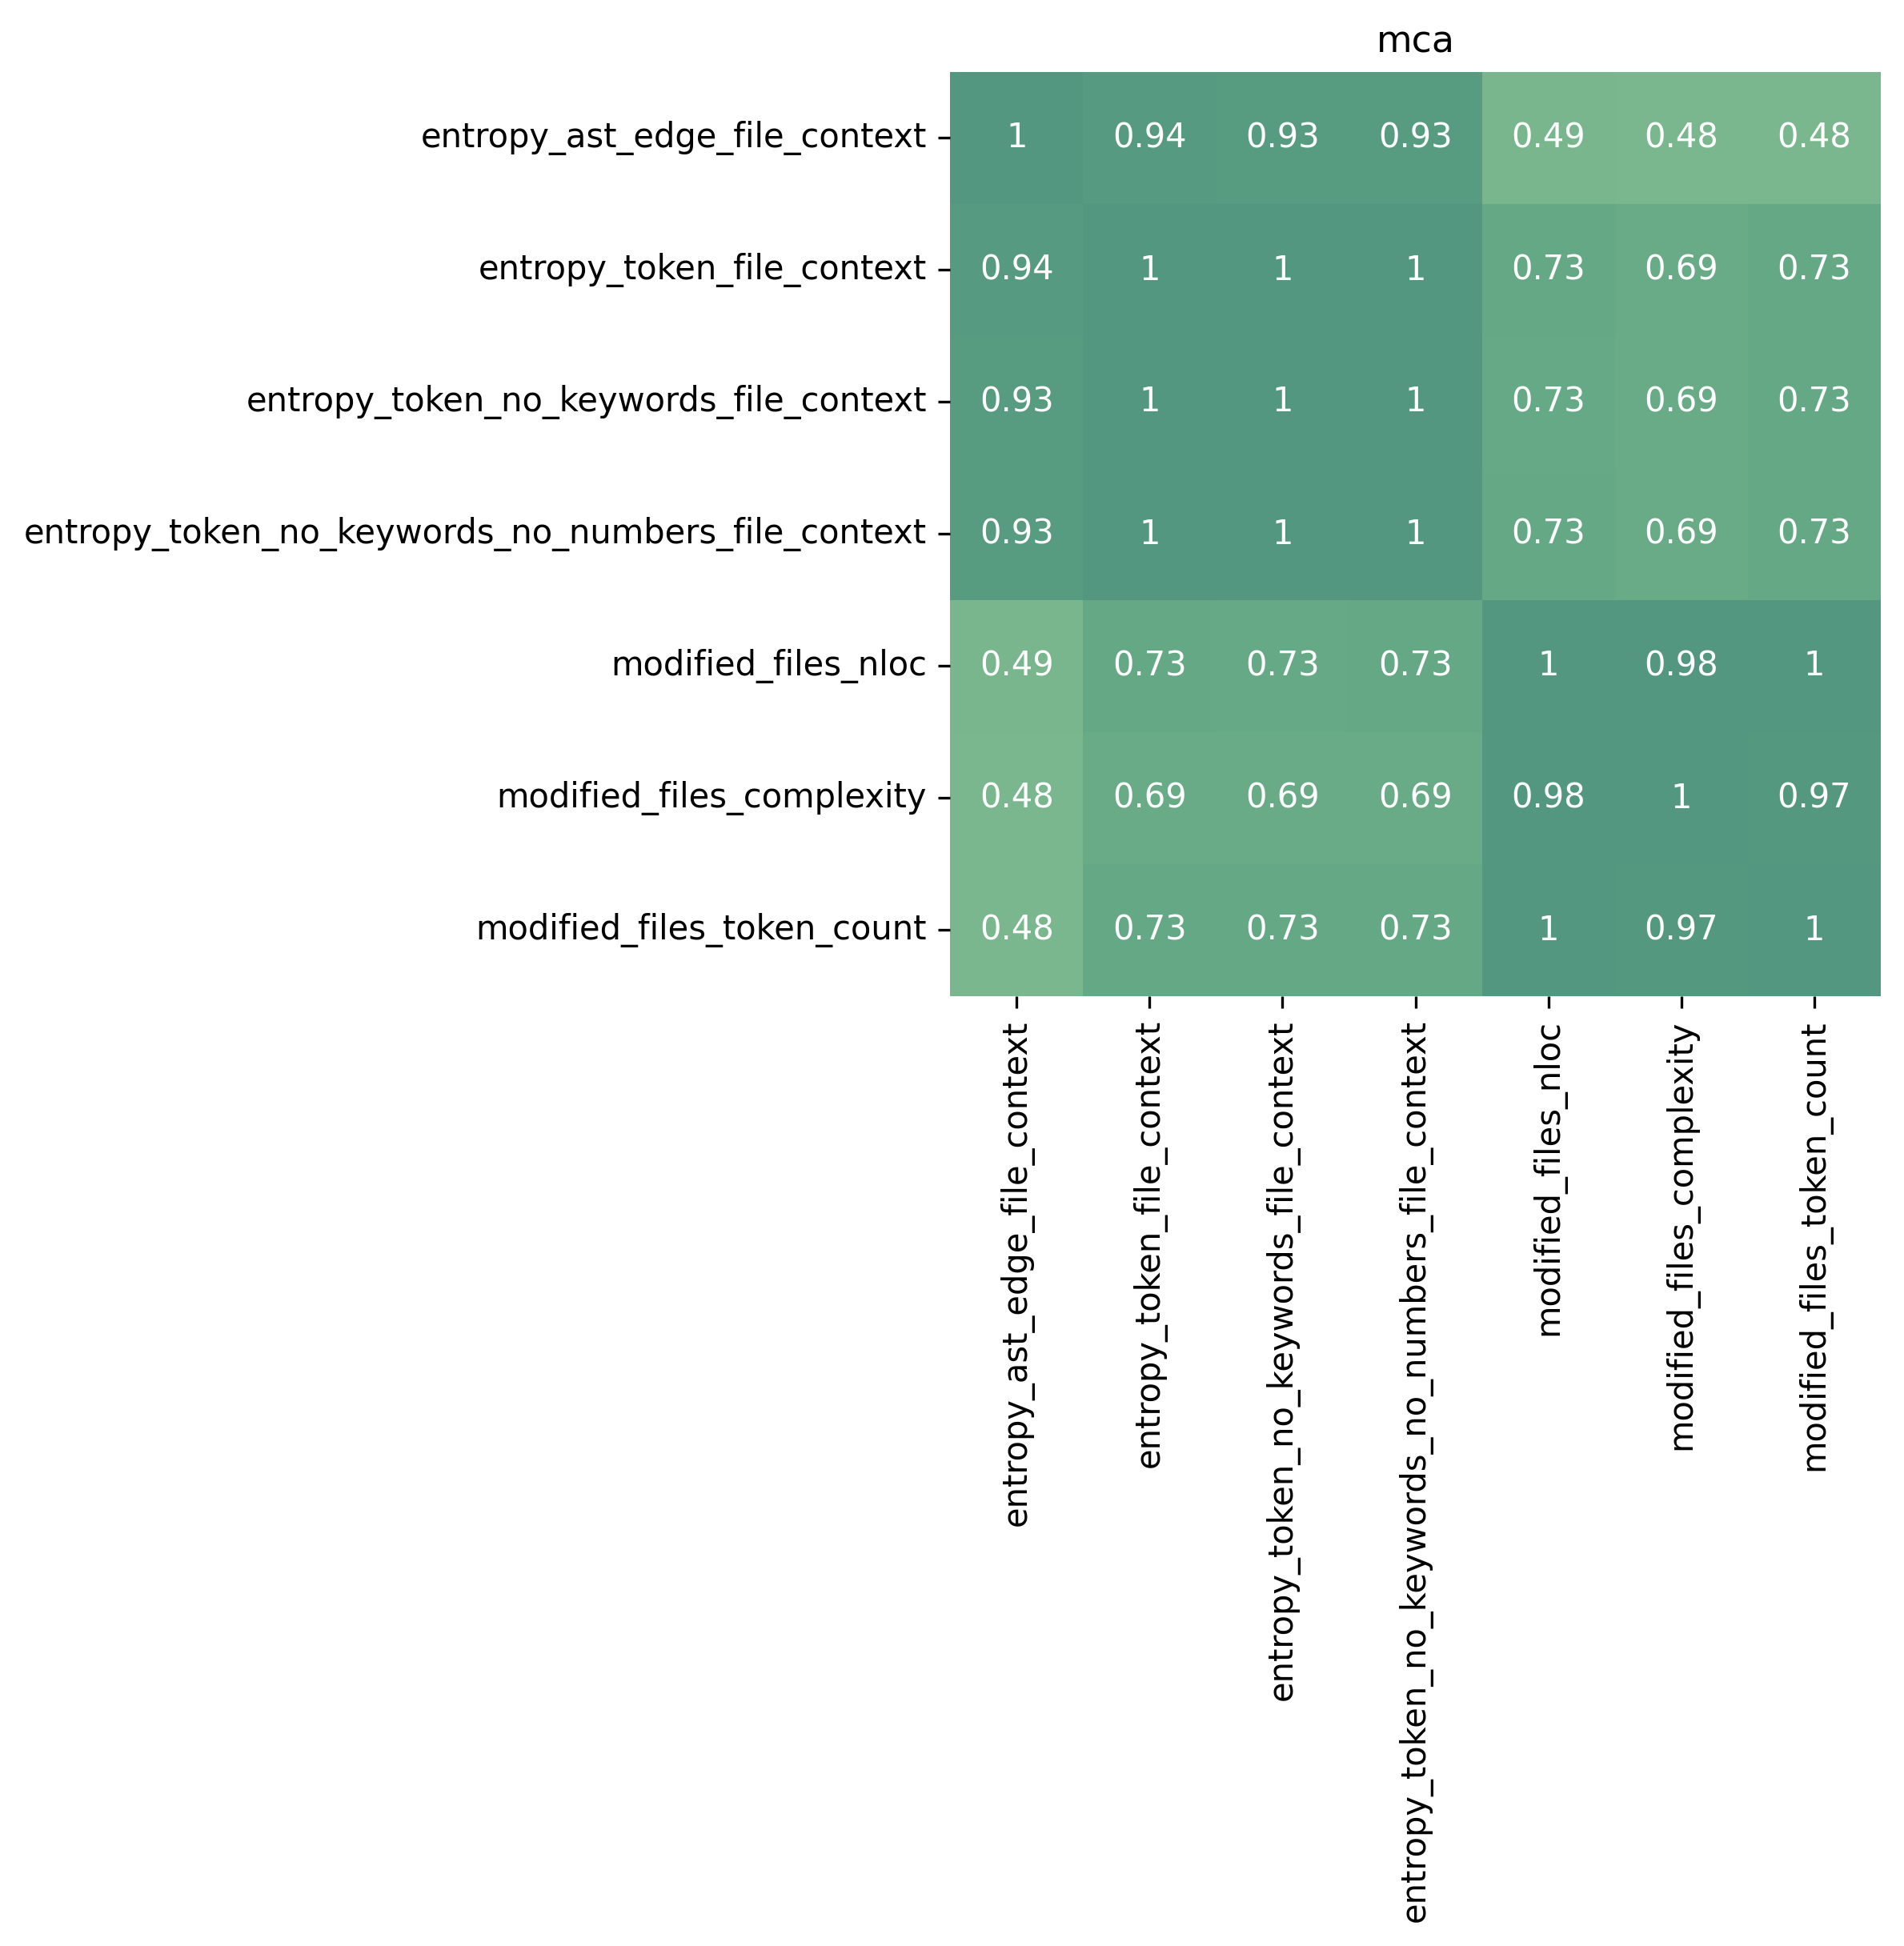 mca
entropy_ast_edge_file_context 1 0.94 0.93 0.93 0.49 0.48 0.48
entropy_token_file_context 0.94 1 1 1 0.73 0.69 0.73
entropy_token_no_keywords_file_context 0.93 1 1 1 0.73 0.69 0.73
entropy_token_no_keywords_no_numbers_file_context 0.93 1 1 1 0.73 0.69 0.73
modified_files_nloc 0.49 0.73 0.73 0.73 1 0.98 1
modified_files_complexity 0.48 0.69 0.69 0.69 0.98 1 0.97
modified_files_token_count 0.48 0.73 0.73 0.73 1 0.97 1
entropy_ast_edge_file_context
entropy_token_file_context
entropy_token_no_keywords_file_context
entropy_token_no_keywords_no_numbers_file_context
modified_files_nloc
modified_files_complexity
modified_files_token_count